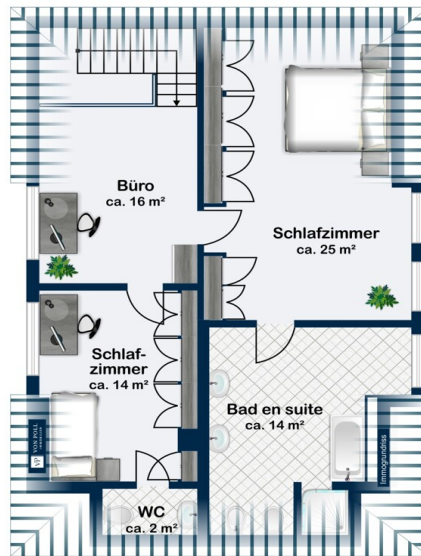 Büro
ca. 16 m²
Schlafzimmer
ca. 25 m²
Schlaf-
zimmer
ca. 14 m²
Bad en suite
ca. 14 m²
WC
ca. 2 m²
VP VON POLL
Immogrundriss